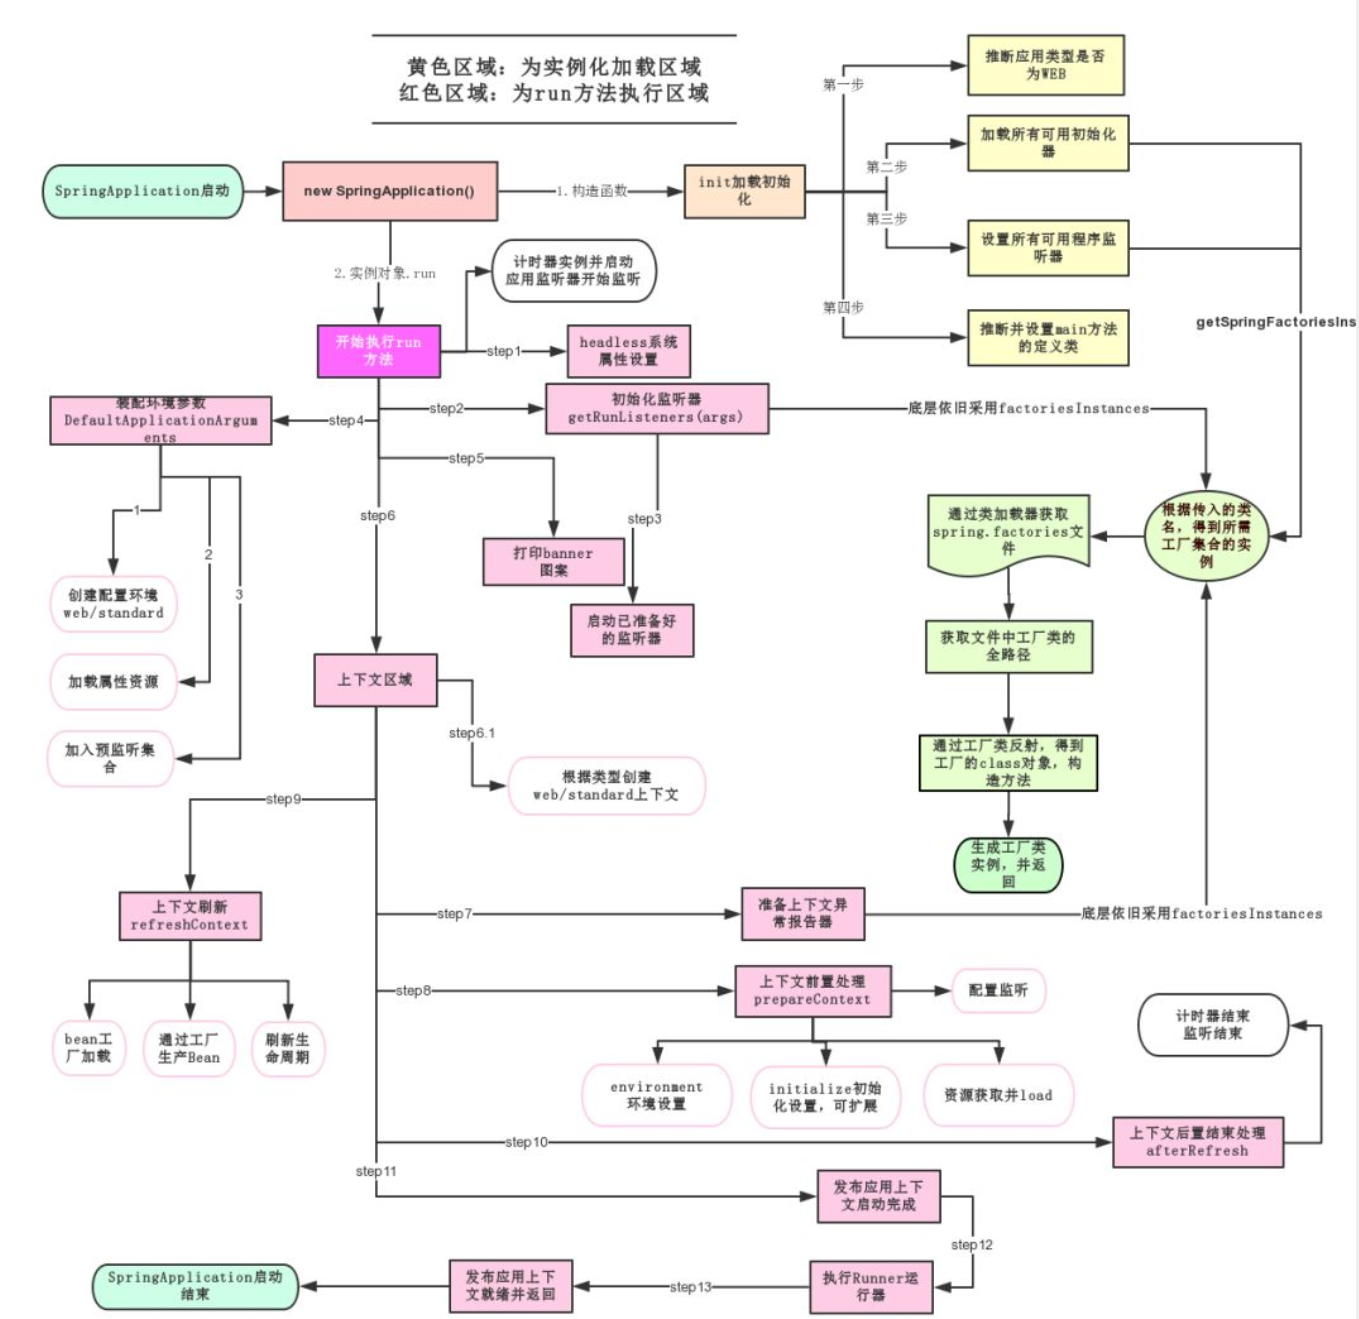 黄色区域：为实例化加载区域
红色区域：为run方法执行区域
SpringApplication启动
new SpringApplication()
1.构造函数
init加载初始
化
第一步
推断应用类型是否
为WEB
第二步
加载所有可用初始化
器
第三步
设置所有可用程序监
听器
第四步
推断并设置main方法
的定义类
getSpringFactoriesIns
2.实例对象.run
计时器实例并启动
应用监听器开始监听
开始执行run
方法
step1
headless系统
属性设置
step2
初始化监听器
getRunListeners(args)
底层依旧采用factoriesInstances
step4
装配环境参数
DefaultApplicationArgum
ents
step5
step6
step3
打印banner
图案
启动已准备好
的监听器
1
2
3
创建配置环境
web/standard
加载属性资源
加入预监听集
合
根据传入的类
名，得到所需
工厂集合的实
例
通过类加载器获取
spring.factories文
件
获取文件中工厂类的
全路径
通过工厂类反射，得到
工厂的class对象，构
造方法
生成工厂类
实例，并返
回
上下文区域
step6.1
根据类型创建
web/standard上下文
step9
上下文刷新
refreshContext
bean工
厂加载
通过工厂
生产Bean
刷新生
命周期
step7
准备上下文异
常报告器
底层依旧采用factoriesInstances
step8
上下文前置处理
prepareContext
配置监听
environment
环境设置
initialize初始
化设置，可扩展
资源获取并load
计时器结束
监听结束
step10
上下文后置结束处理
afterRefresh
step11
发布应用上下
文启动完成
step12
执行Runner运
行器
step13
发布应用上下
文就绪并返回
SpringApplication启动
结束